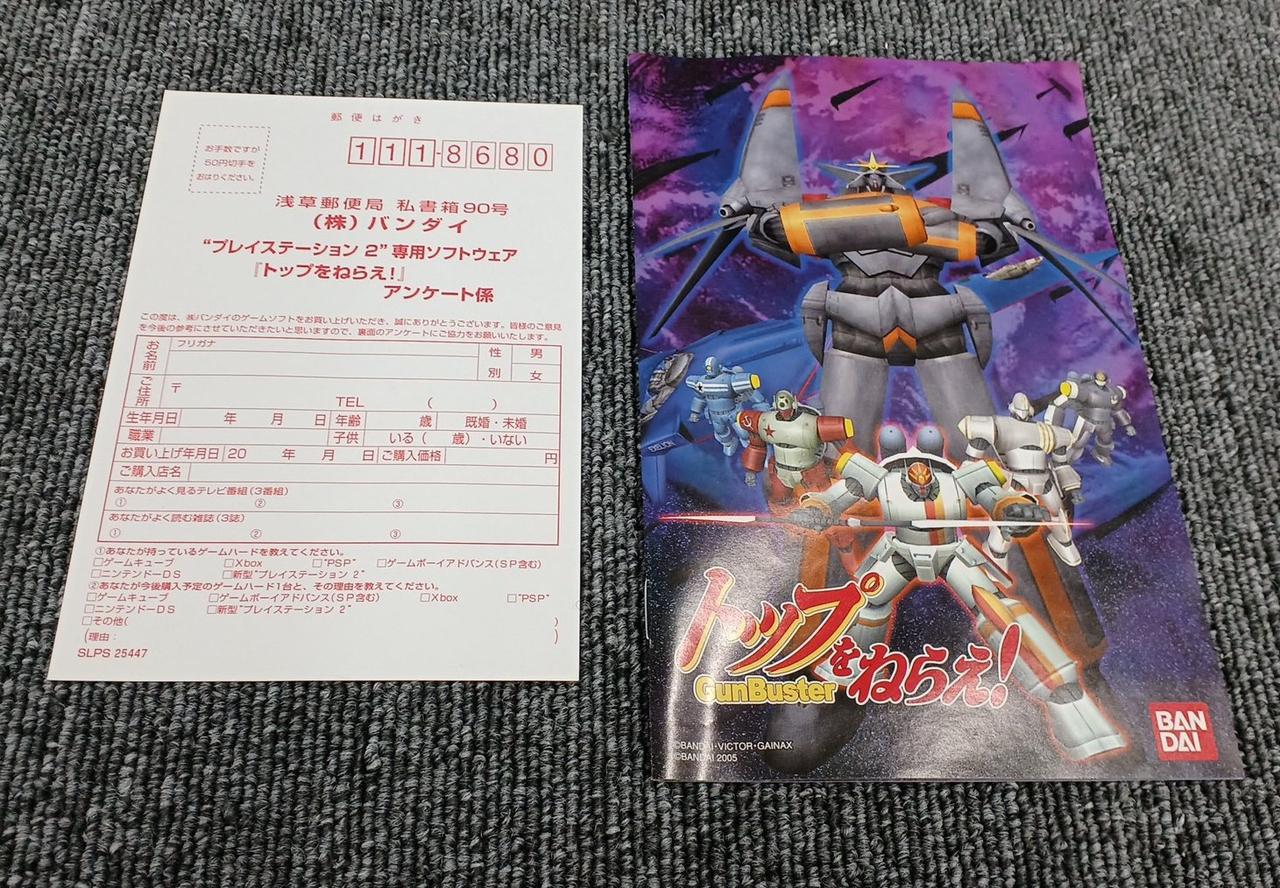 郵便はがき
お手数ですが
50円切手を
おはりください。
111-8680
浅草郵便局 私書箱90号
(株)バンダイ
“プレイステーション 2”専用ソフトウェア
『トップをねらえ!』
アンケート係
この度は、㈱バンダイのゲームソフトをお買い上げいただき、誠にありがとうございます。皆様のご意見
を今後の参考にさせていただきたいと思いますので、裏面のアンケートにご協力をお願いいたします。
お名前 フリガナ 性別 男 女
ご住所 〒
TEL ( )
生年月日 年 月 日 年齢 歳 既婚・未婚
職業 子供 いる( 歳)・いない
お買い上げ年月日 20 年 月 日 ご購入価格 円
ご購入店名
あなたがよく見るテレビ番組(3番組)
① ② ③
あなたがよく読む雑誌(3誌)
① ② ③
①あなたが持っているゲームハードを教えてください。
□ゲームキューブ □Xbox □"PSP" □ゲームボーイアドバンス(SP含む)
□ニンテンドーDS □新型"プレイステーション 2"
②あなたが今後購入予定のゲームハード1台と、その理由を教えてください。
□ゲームキューブ □ゲームボーイアドバンス(SP含む) □Xbox □"PSP"
□ニンテンドーDS □新型"プレイステーション 2"
□その他( )
(理由: )
SLPS 25447
トップをねらえ!
GunBuster
©BANDAI・VICTOR・GAINAX
©BANDAI 2005
BAN
DAI